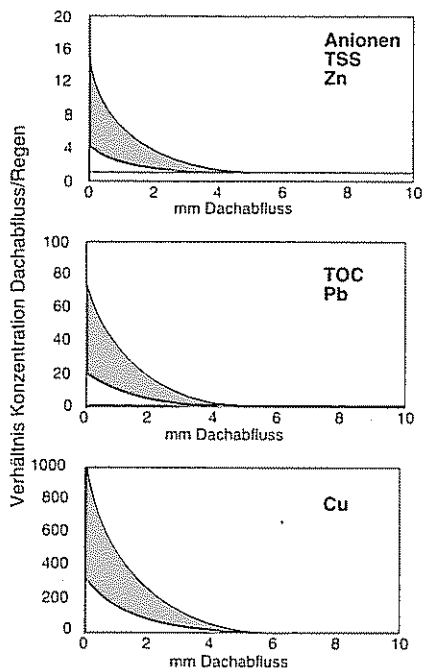 Verhältnis Konzentration Dachabfluss/Regen
20
16
12
8
4
0
Anionen
TSS
Zn
0 2 4 6 8 10
mm Dachabfluss
100
80
60
40
20
0
TOC
Pb
0 2 4 6 8 10
mm Dachabfluss
1000
800
600
400
200
0
Cu
0 2 4 6 8 10
mm Dachabfluss